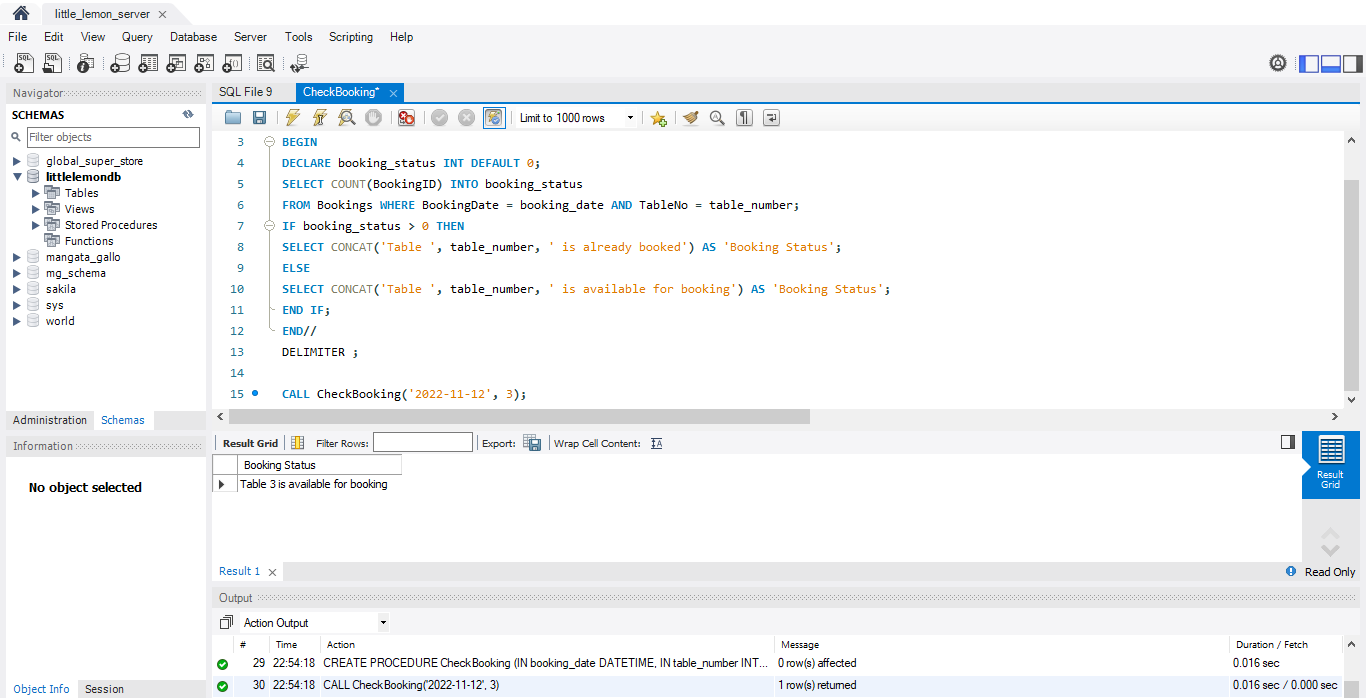 little_lemon_server
File Edit View Query Database Server Tools Scripting Help
Navigator
SCHEMAS
Filter objects
global_super_store
littlelemondb
Tables
Views
Stored Procedures
Functions
mangata_gallo
mg_schema
sakila
sys
world
Administration Schemas
Information
No object selected
Object Info Session
SQL File 9 CheckBooking*
Limit to 1000 rows
3 BEGIN
4 DECLARE booking_status INT DEFAULT 0;
5 SELECT COUNT(BookingID) INTO booking_status
6 FROM Bookings WHERE BookingDate = booking_date AND TableNo = table_number;
7 IF booking_status > 0 THEN
8 SELECT CONCAT('Table ', table_number, ' is already booked') AS 'Booking Status';
9 ELSE
10 SELECT CONCAT('Table ', table_number, ' is available for booking') AS 'Booking Status';
11 END IF;
12 END//
13 DELIMITER ;
14
15 CALL CheckBooking('2022-11-12', 3);
Result Grid Filter Rows: Export: Wrap Cell Content:
Booking Status
Table 3 is available for booking
Result Grid
Result 1
Read Only
Output
Action Output
# Time Action Message Duration / Fetch
29 22:54:18 CREATE PROCEDURE CheckBooking (IN booking_date DATETIME, IN table_number INT... 0 row(s) affected 0.016 sec
30 22:54:18 CALL CheckBooking('2022-11-12', 3) 1 row(s) returned 0.016 sec / 0.000 sec